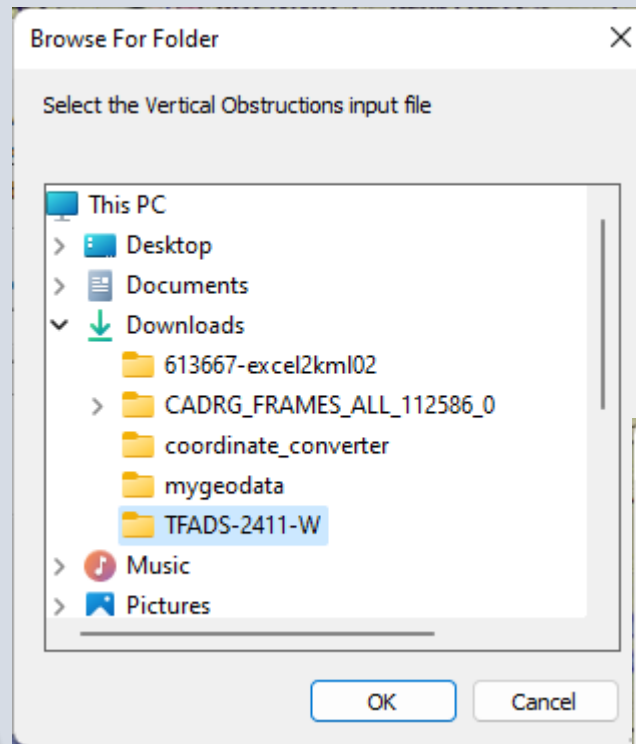 Browse For Folder
Select the Vertical Obstructions input file
This PC
Desktop
Documents
Downloads
613667-excel2kml02
CADRG_FRAMES_ALL_112586_0
coordinate_converter
mygeodata
TFADS-2411-W
Music
Pictures
OK
Cancel